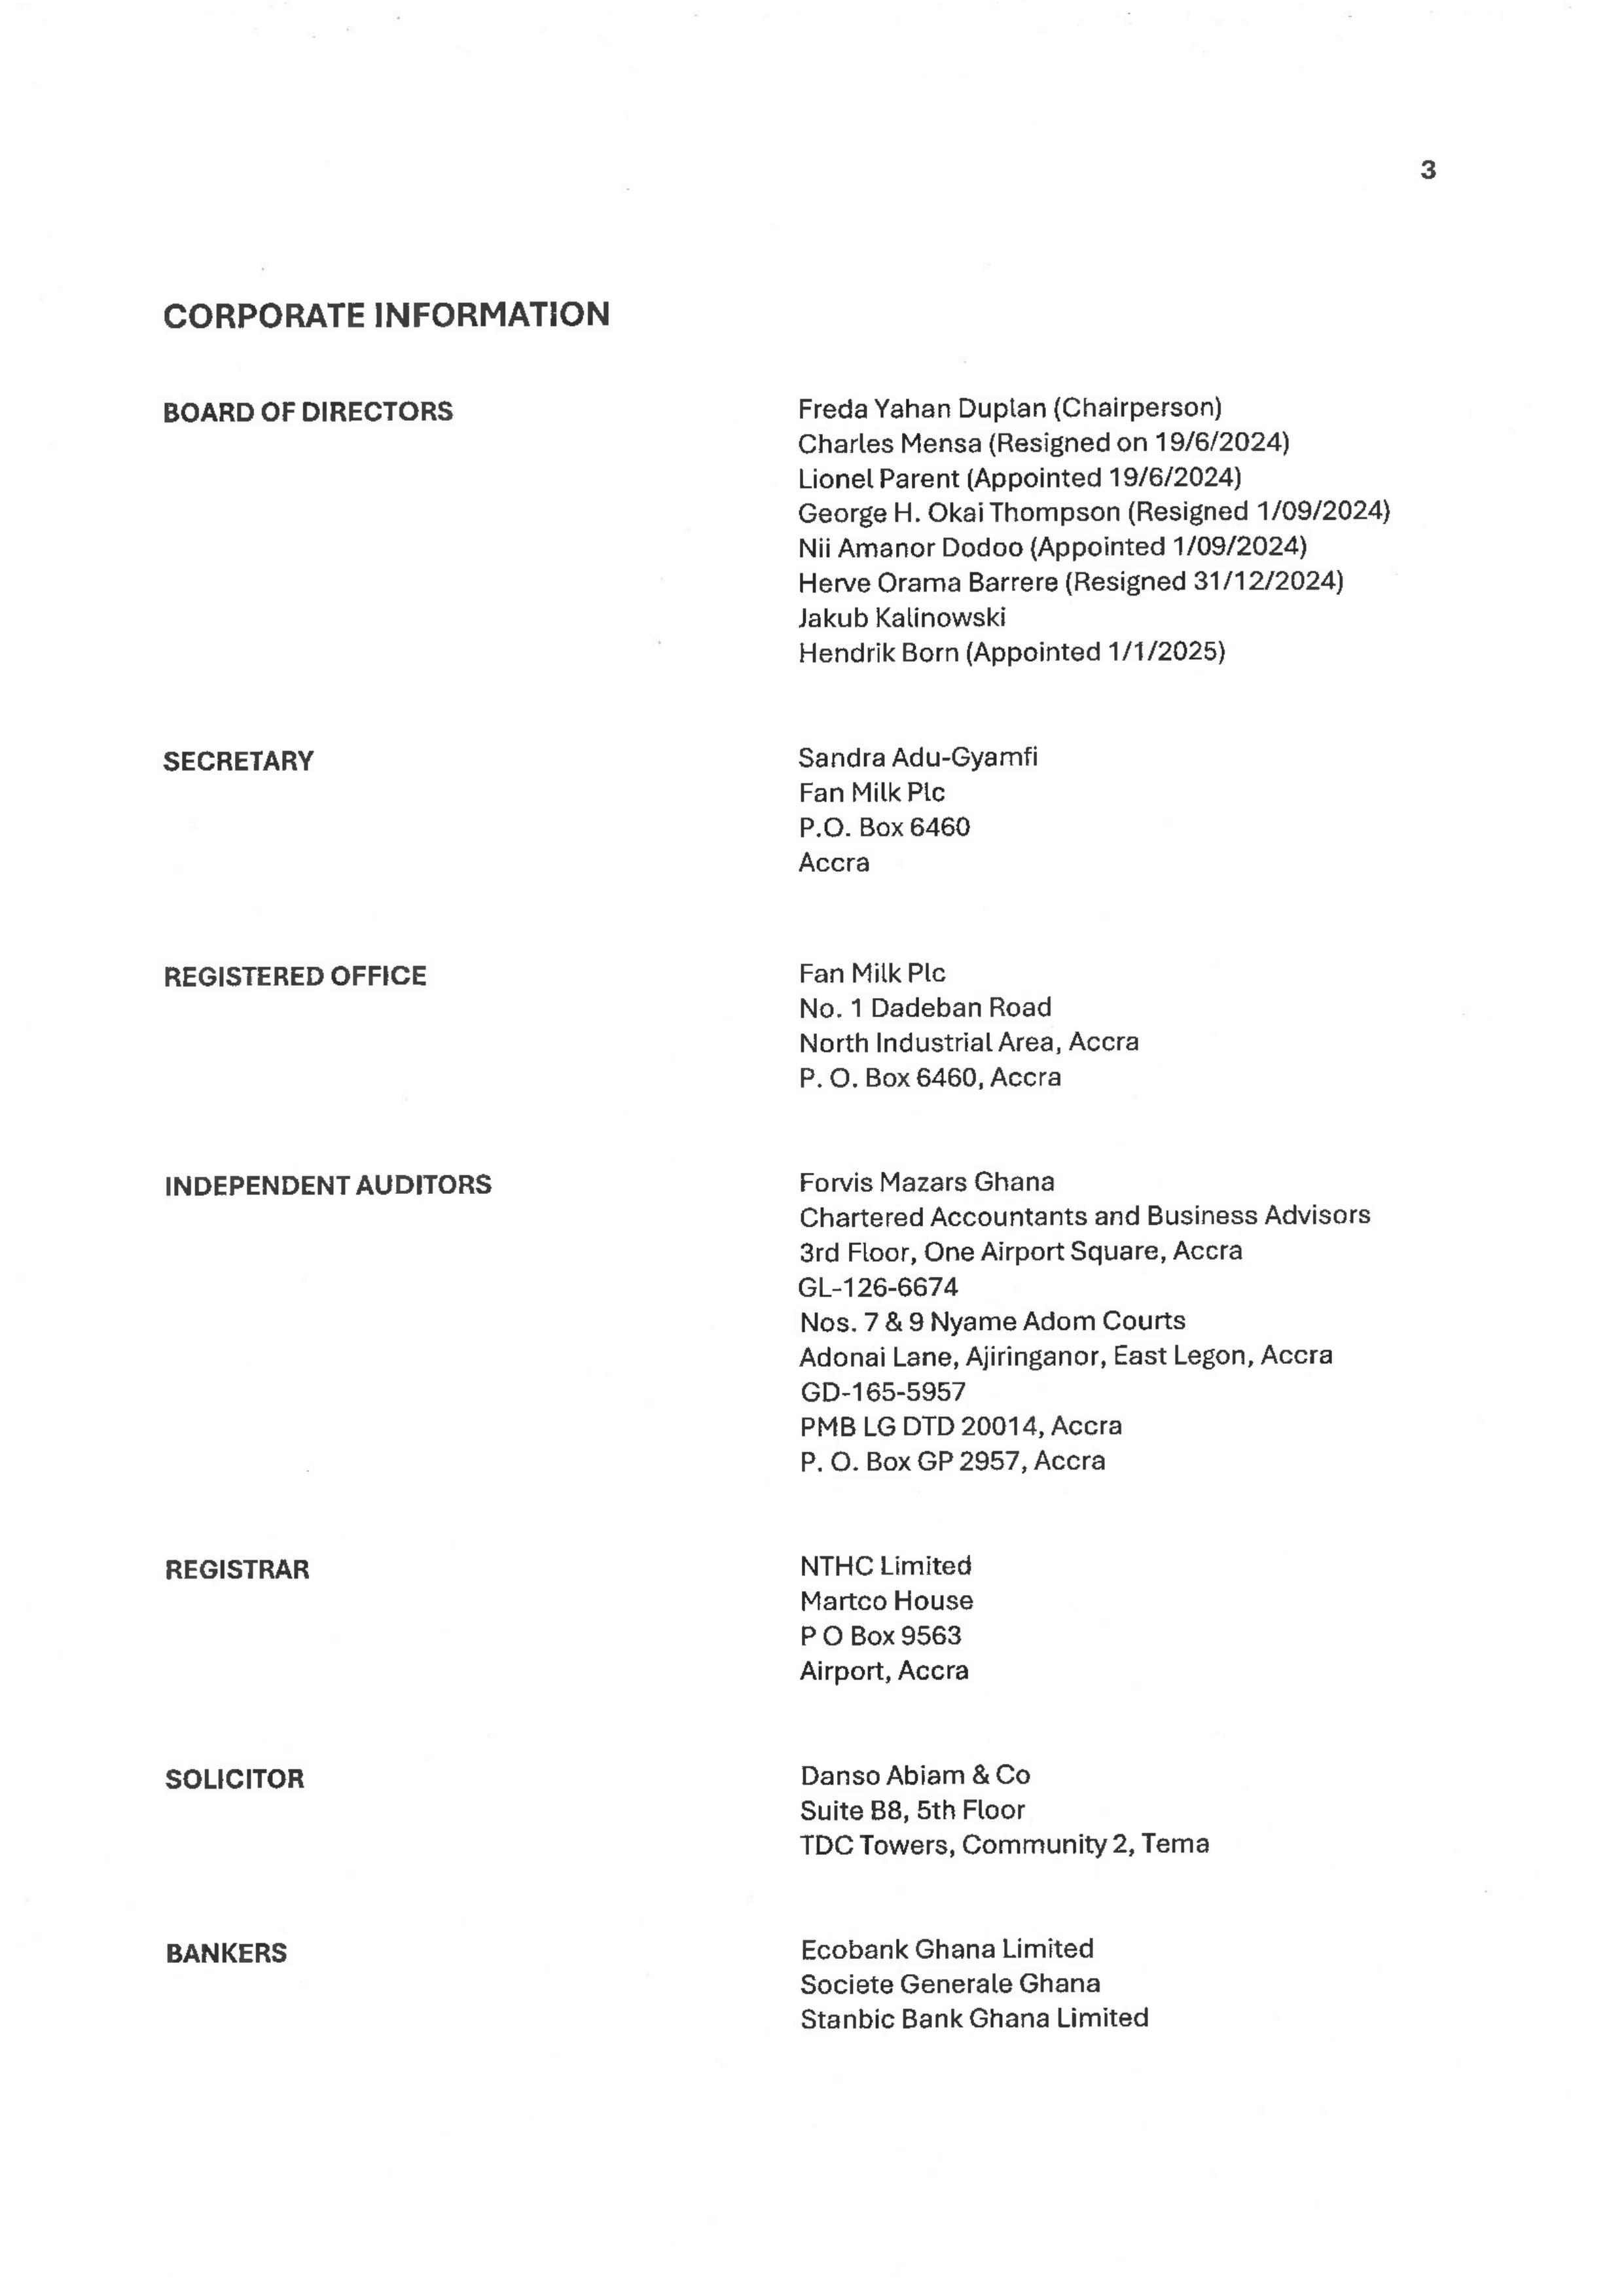 3
CORPORATE INFORMATION
BOARD OF DIRECTORS
Freda Yahan Duplan (Chairperson)
Charles Mensa (Resigned on 19/6/2024)
Lionel Parent (Appointed 19/6/2024)
George H. Okai Thompson (Resigned 1/09/2024)
Nii Amanor Dodoo (Appointed 1/09/2024)
Herve Orama Barrere (Resigned 31/12/2024)
Jakub Kalinowski
Hendrik Born (Appointed 1/1/2025)
SECRETARY
Sandra Adu-Gyamfi
Fan Milk Plc
P.O. Box 6460
Accra
REGISTERED OFFICE
Fan Milk Plc
No. 1 Dadeban Road
North Industrial Area, Accra
P. O. Box 6460, Accra
INDEPENDENT AUDITORS
Forvis Mazars Ghana
Chartered Accountants and Business Advisors
3rd Floor, One Airport Square, Accra
GL-126-6674
Nos. 7 & 9 Nyame Adom Courts
Adonai Lane, Ajiringanor, East Legon, Accra
GD-165-5957
PMB LG DTD 20014, Accra
P. O. Box GP 2957, Accra
REGISTRAR
NTHC Limited
Martco House
P O Box 9563
Airport, Accra
SOLICITOR
Danso Abiam & Co
Suite B8, 5th Floor
TDC Towers, Community 2, Tema
BANKERS
Ecobank Ghana Limited
Societe Generale Ghana
Stanbic Bank Ghana Limited